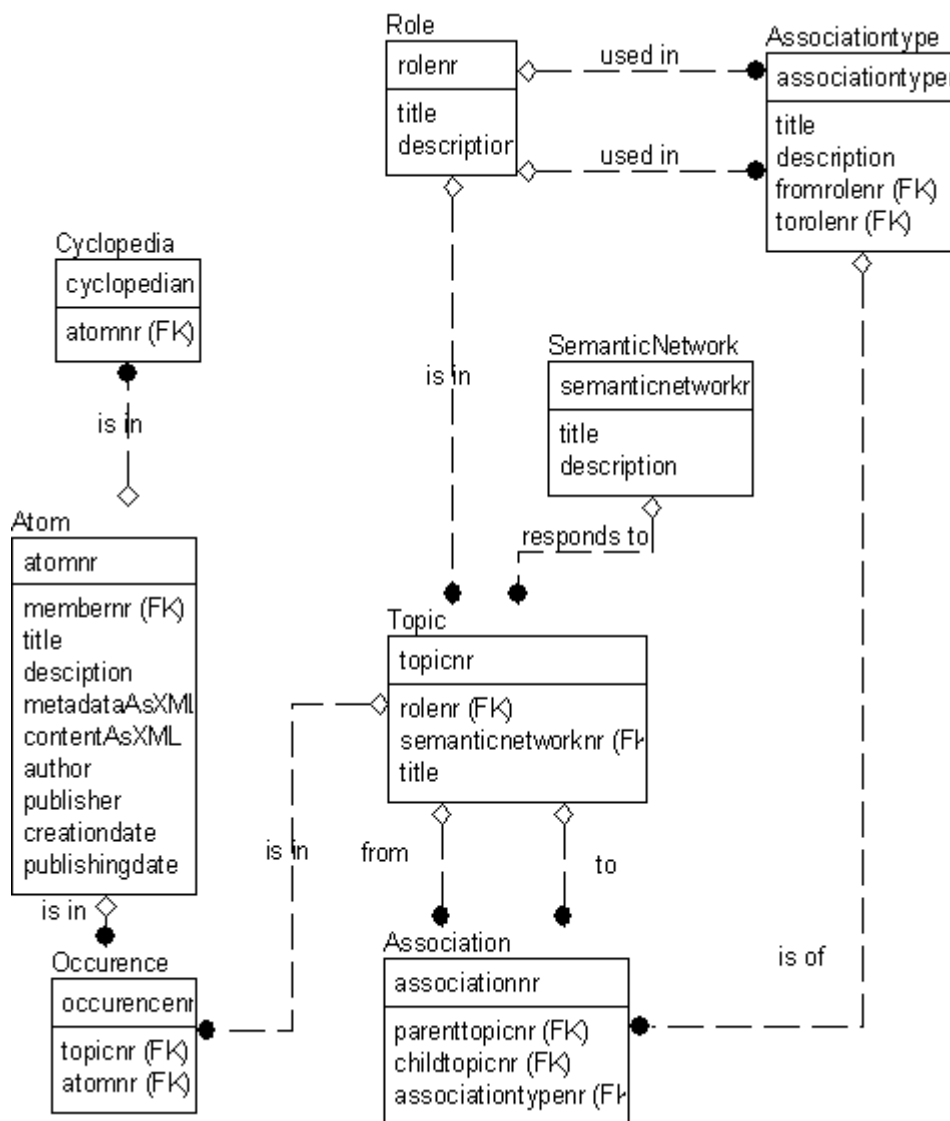 Role
rolenr
title
description
used in
used in
Associationtype
associationtypen
title
description
fromrolenr (FK)
torolenr (FK)
Cyclopedia
cyclopedian
atomnr (FK)
is in
is in
SemanticNetwork
semanticnetworkr
title
description
responds to
Atom
atomnr
membernr (FK)
title
desciption
metadataAsXML
contentAsXML
author
publisher
creationdate
publishingdate
Topic
topicnr
rolenr (FK)
semanticnetworknr (FK
title
is in
from
to
is in
Occurence
occurencenr
topicnr (FK)
atomnr (FK)
Association
associationnr
parenttopicnr (FK)
childtopicnr (FK)
associationtypenr (FK
is of